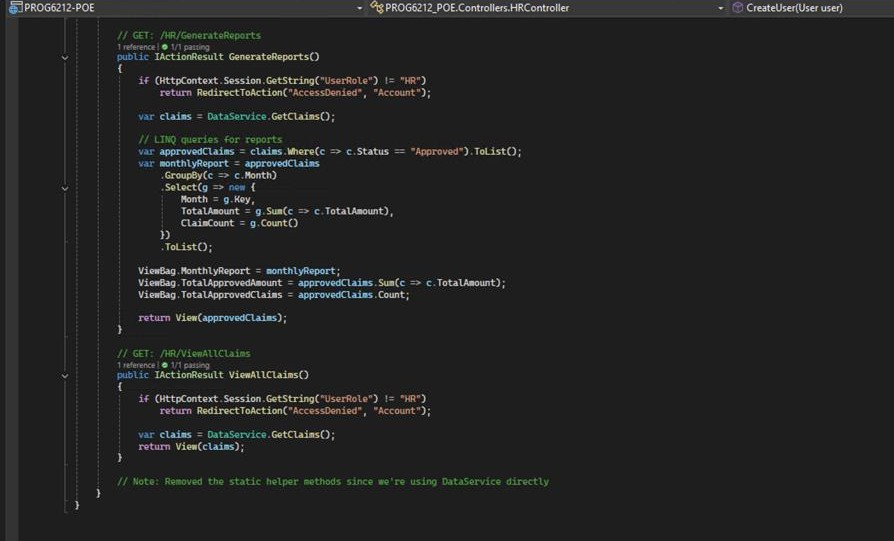 PROG6212-POE
PROG6212_POE.Controllers.HRController
CreateUser(User user)
// GET: /HR/GenerateReports
1 reference | 1/1 passing
public IActionResult GenerateReports()
{
if (HttpContext.Session.GetString("UserRole") != "HR")
return RedirectToAction("AccessDenied", "Account");
var claims = DataService.GetClaims();
// LINQ queries for reports
var approvedClaims = claims.Where(c => c.Status == "Approved").ToList();
var monthlyReport = approvedClaims
.GroupBy(c => c.Month)
.Select(g => new {
Month = g.Key,
TotalAmount = g.Sum(c => c.TotalAmount),
ClaimCount = g.Count()
})
.ToList();
ViewBag.MonthlyReport = monthlyReport;
ViewBag.TotalApprovedAmount = approvedClaims.Sum(c => c.TotalAmount);
ViewBag.TotalApprovedClaims = approvedClaims.Count;
return View(approvedClaims);
}
// GET: /HR/ViewAllClaims
1 reference | 1/1 passing
public IActionResult ViewAllClaims()
{
if (HttpContext.Session.GetString("UserRole") != "HR")
return RedirectToAction("AccessDenied", "Account");
var claims = DataService.GetClaims();
return View(claims);
}
// Note: Removed the static helper methods since we're using DataService directly
}
}